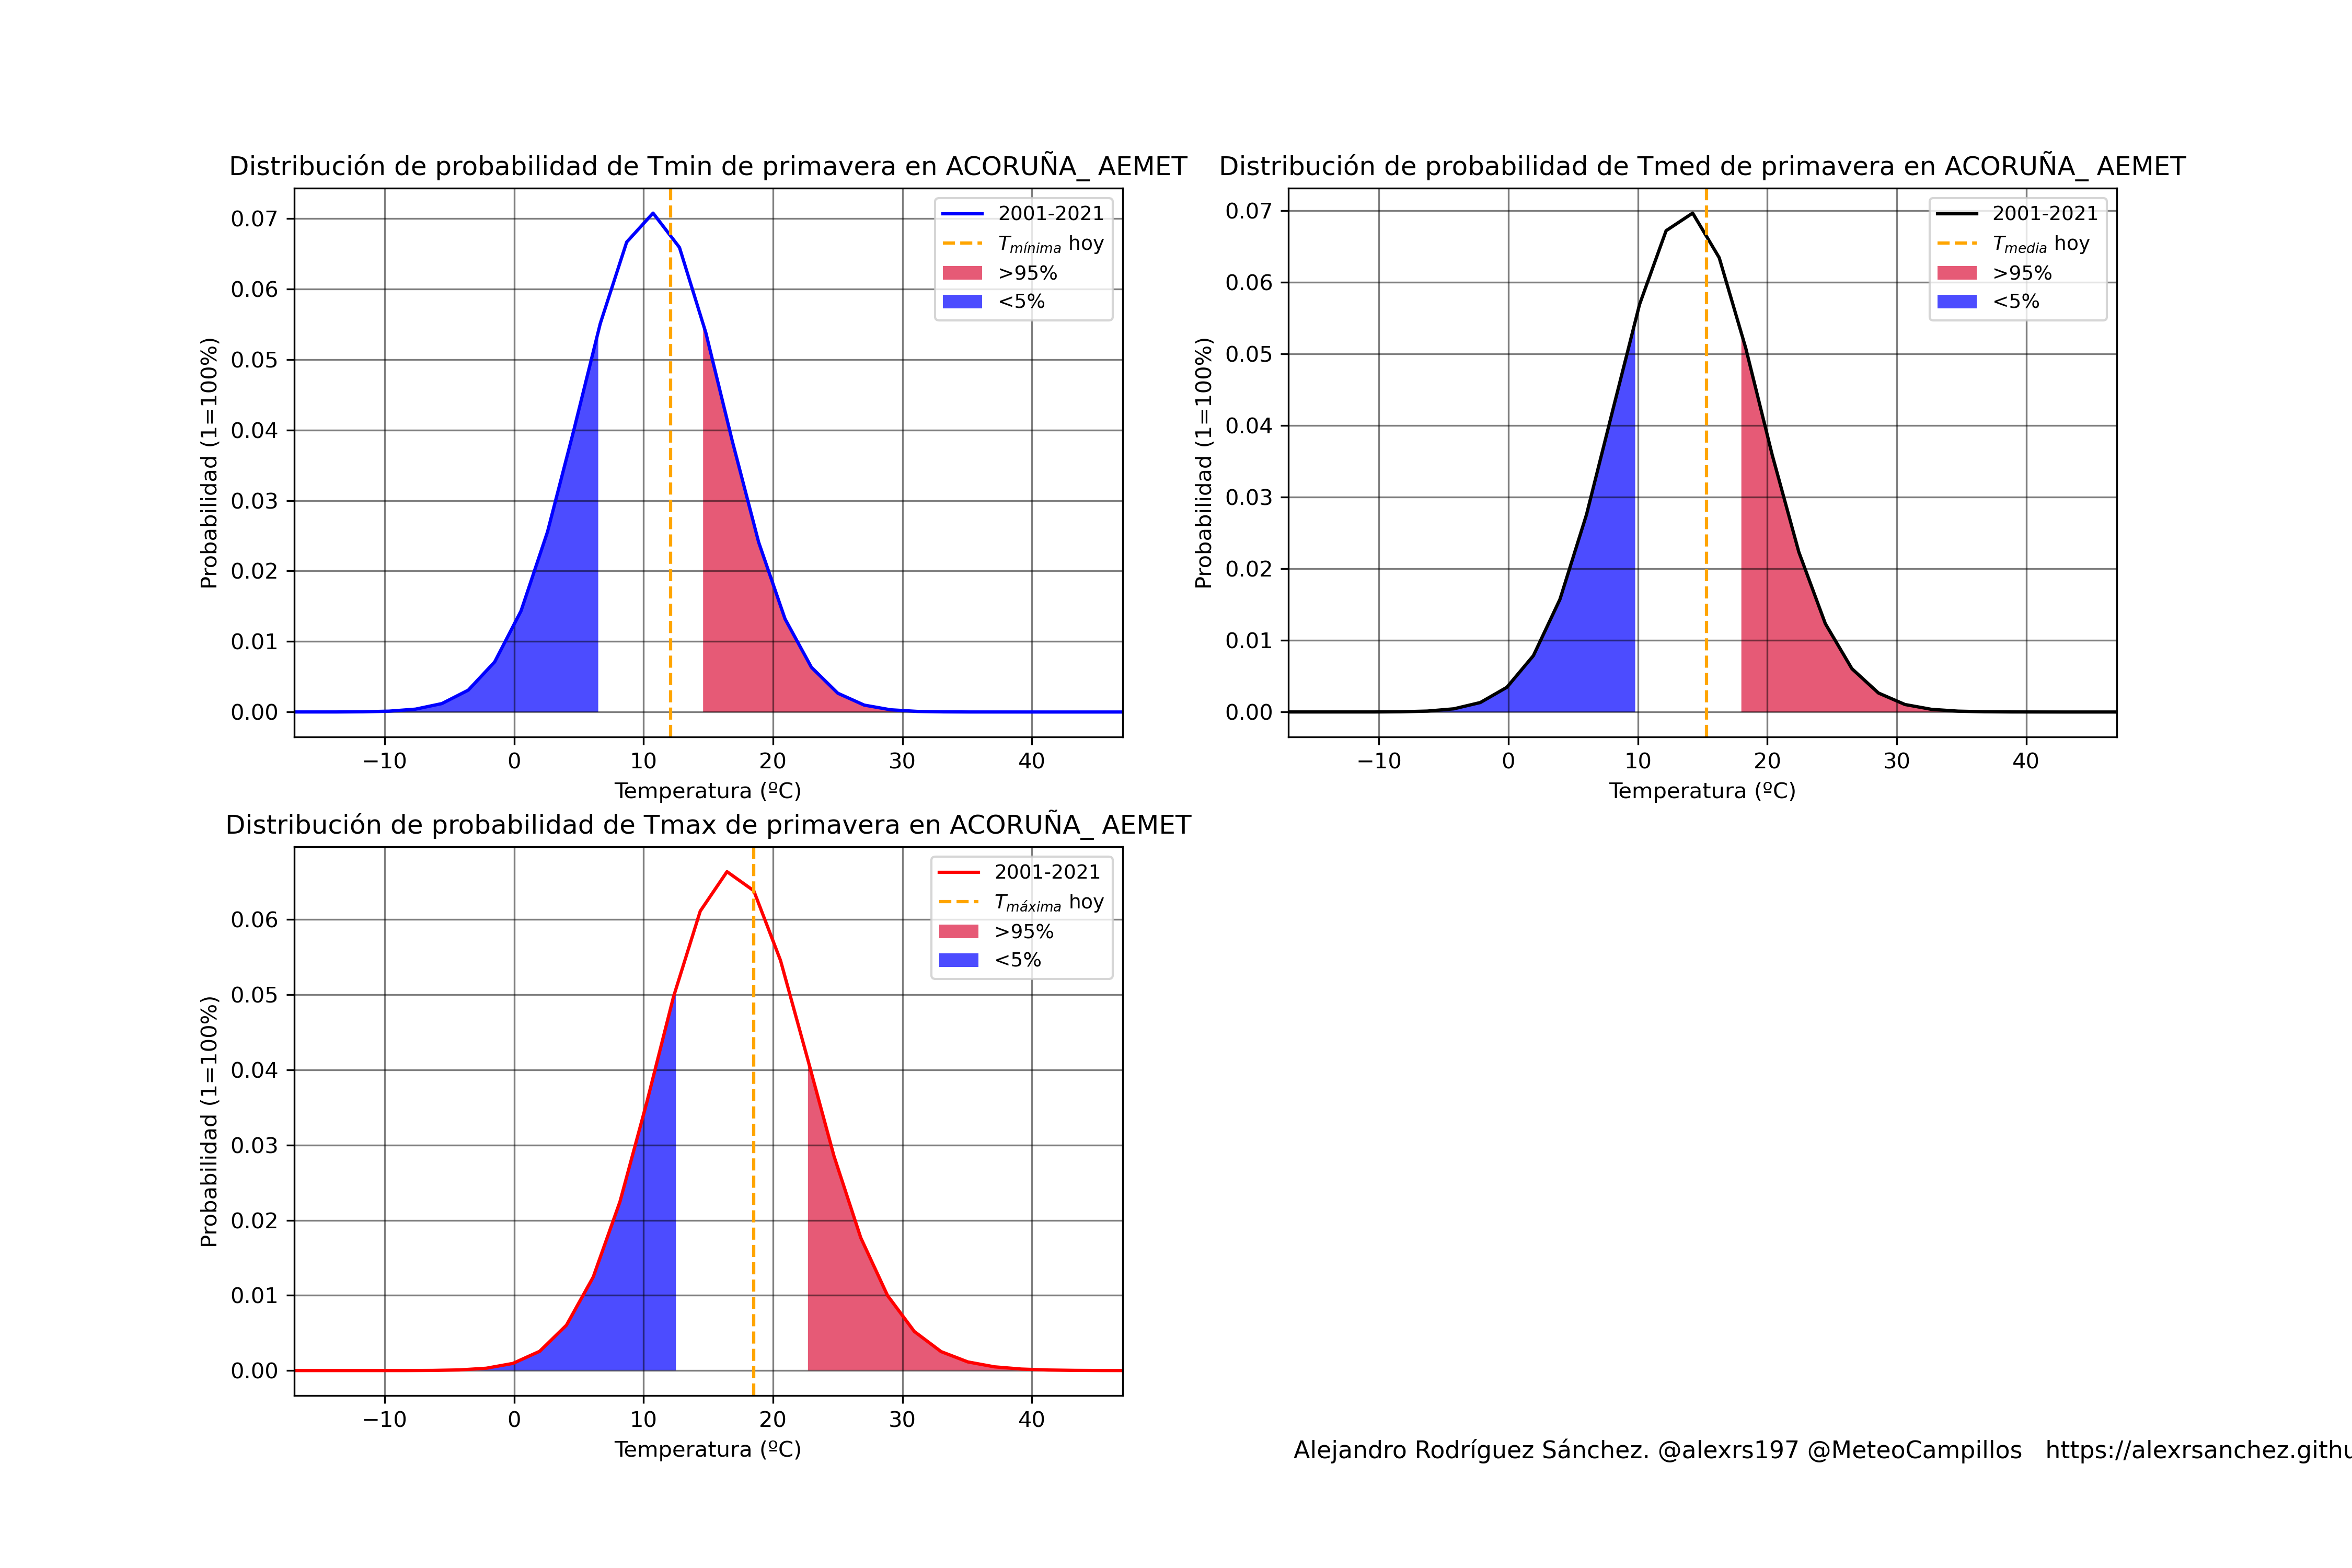 Distribución de probabilidad de Tmin de primavera en ACORUÑA_ AEMET
0.07
0.06
0.05
0.04
0.03
0.02
0.01
0.00
Probabilidad (1=100%)
2001-2021
Tmínima hoy
>95%
<5%
−10 0 10 20 30 40
Temperatura (ºC)
Distribución de probabilidad de Tmed de primavera en ACORUÑA_ AEMET
0.07
0.06
0.05
0.04
0.03
0.02
0.01
0.00
Probabilidad (1=100%)
2001-2021
Tmedia hoy
>95%
<5%
−10 0 10 20 30 40
Temperatura (ºC)
Distribución de probabilidad de Tmax de primavera en ACORUÑA_ AEMET
0.06
0.05
0.04
0.03
0.02
0.01
0.00
Probabilidad (1=100%)
2001-2021
Tmáxima hoy
>95%
<5%
−10 0 10 20 30 40
Temperatura (ºC)
Alejandro Rodríguez Sánchez. @alexrs197 @MeteoCampillos https://alexrsanchez.githu